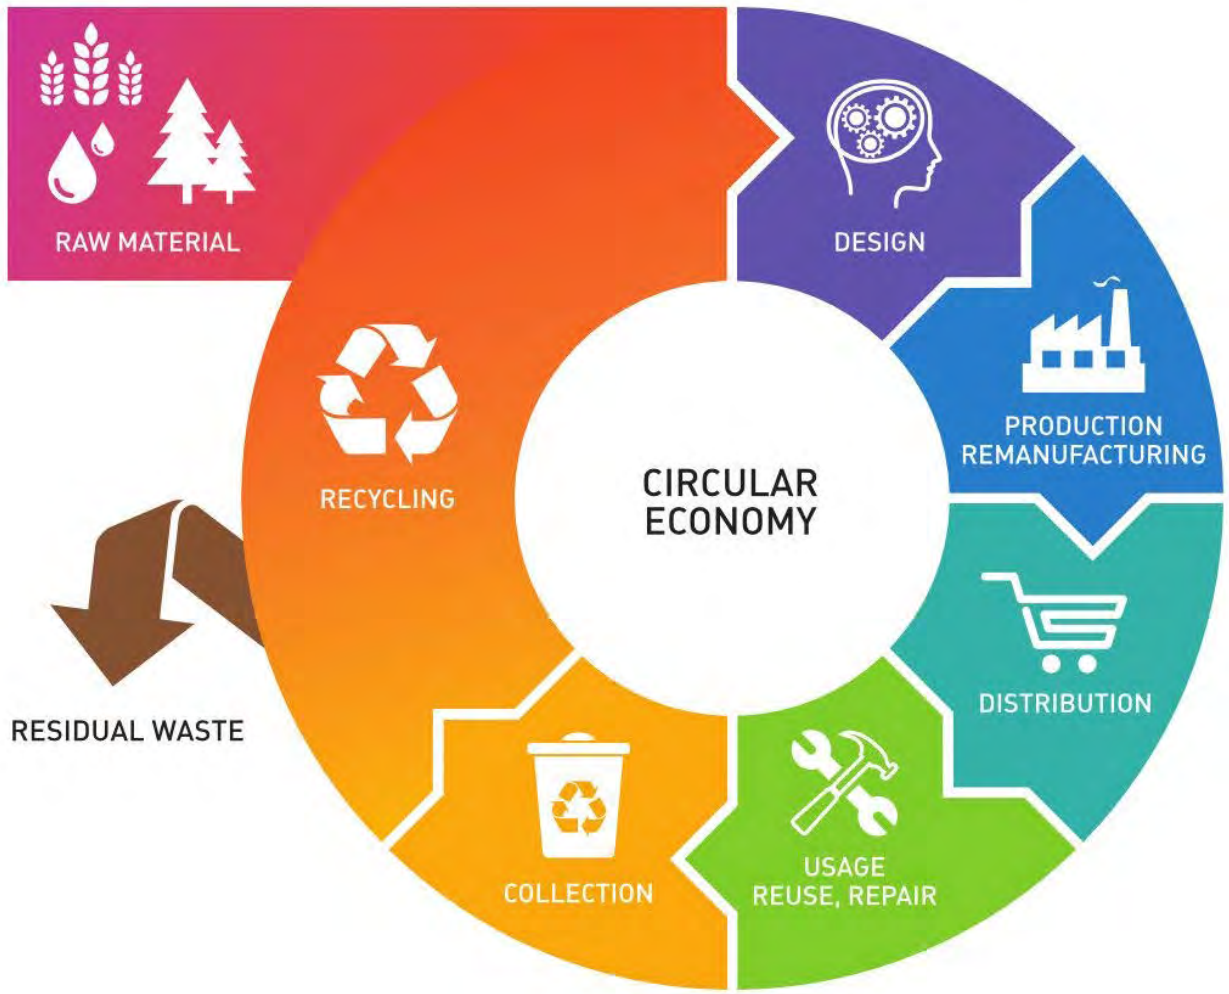 RAW MATERIAL
DESIGN
PRODUCTION
REMANUFACTURING
DISTRIBUTION
USAGE
REUSE, REPAIR
COLLECTION
RECYCLING
RESIDUAL WASTE
CIRCULAR
ECONOMY